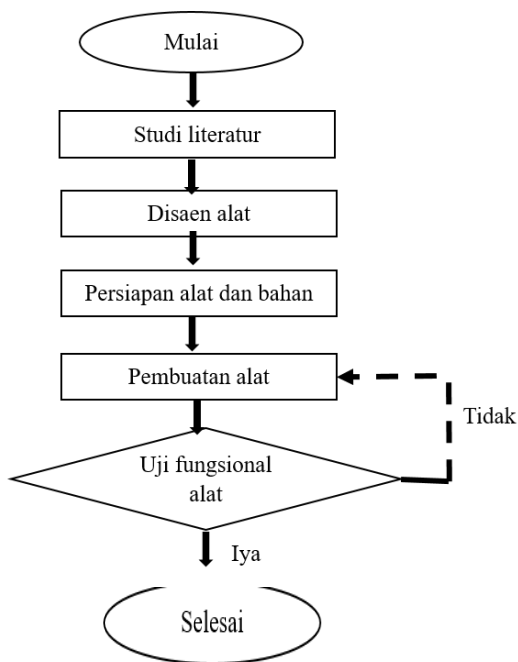 Mulai
Studi literatur
Disaen alat
Persiapan alat dan bahan
Pembuatan alat
Tidak
Uji fungsional
alat
Iya
Selesai